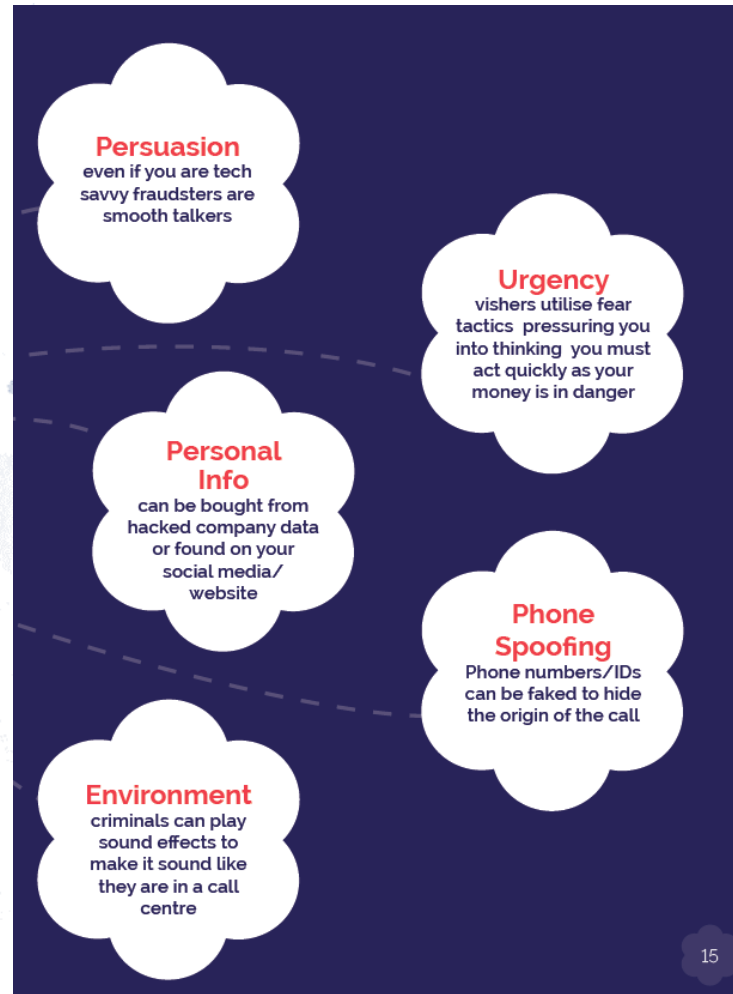 Persuasion
even if you are tech
savvy fraudsters are
smooth talkers
Urgency
vishers utilise fear
tactics  pressuring you
into thinking  you must
act quickly as your
money is in danger
Personal
Info
can be bought from
hacked company data
or found on your
social media/
website
Phone
Spoofing
Phone numbers/IDs
can be faked to hide
the origin of the call
Environment
criminals can play
sound effects to
make it sound like
they are in a call
centre
15